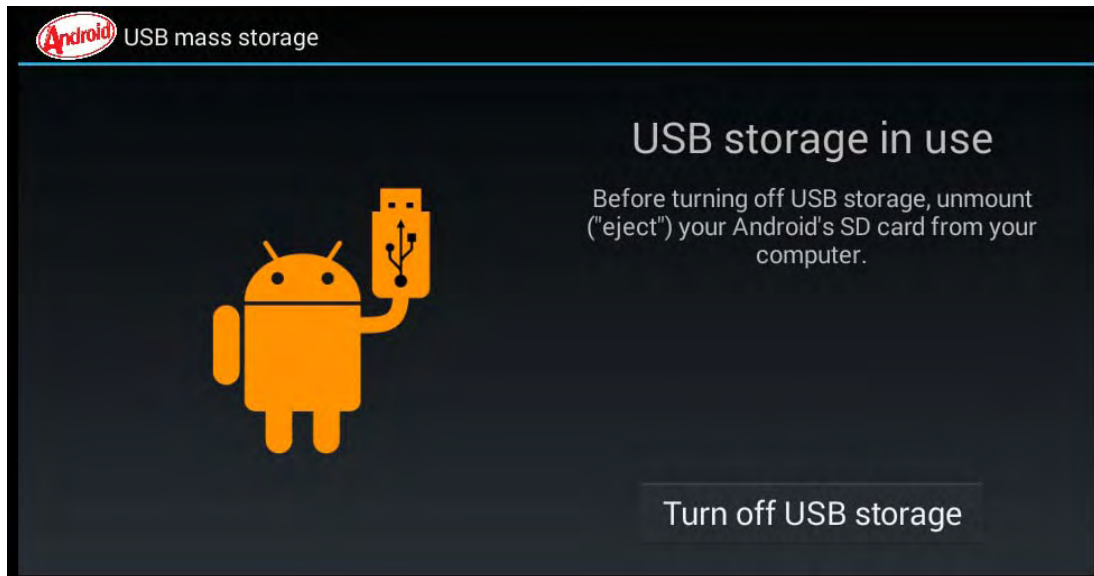 Android USB mass storage
USB storage in use
Before turning off USB storage, unmount
("eject") your Android's SD card from your
computer.
Turn off USB storage